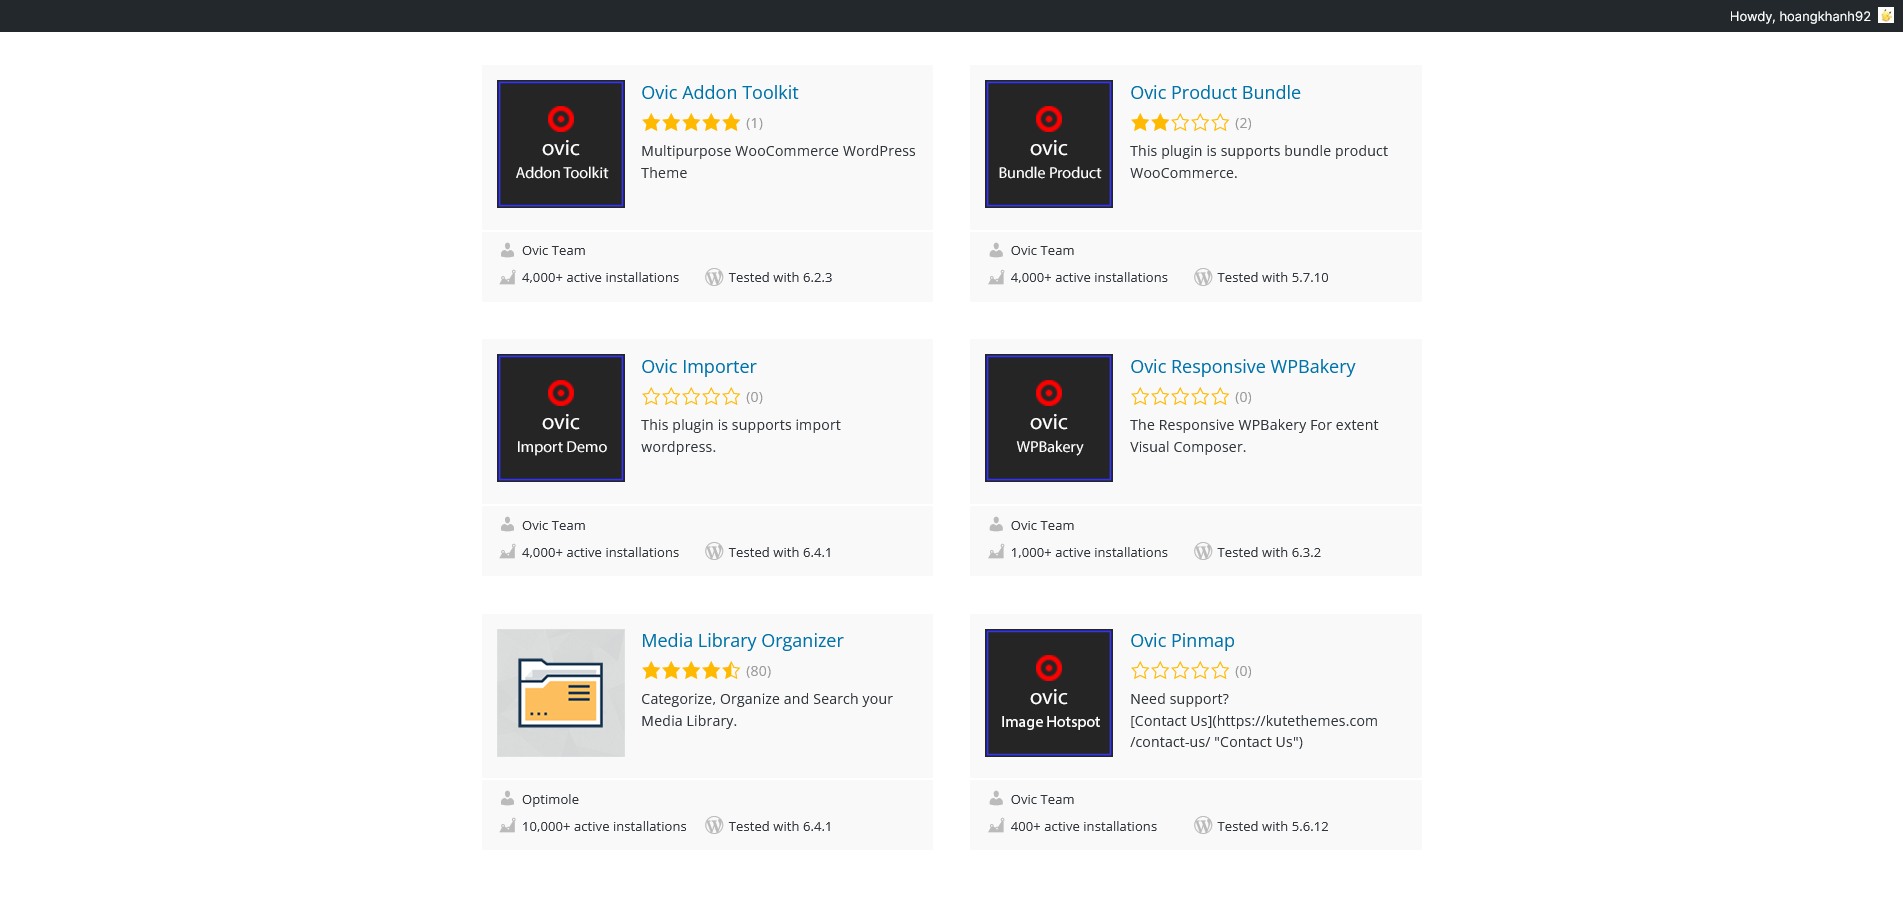 Howdy, hoangkhanh92
OVIC
Addon Toolkit
Ovic Addon Toolkit
(1)
Multipurpose WooCommerce WordPress
Theme
Ovic Team
4,000+ active installations
Tested with 6.2.3
OVIC
Bundle Product
Ovic Product Bundle
(2)
This plugin is supports bundle product
WooCommerce.
Ovic Team
4,000+ active installations
Tested with 5.7.10
OVIC
Import Demo
Ovic Importer
(0)
This plugin is supports import
wordpress.
Ovic Team
4,000+ active installations
Tested with 6.4.1
OVIC
WPBakery
Ovic Responsive WPBakery
(0)
The Responsive WPBakery For extent
Visual Composer.
Ovic Team
1,000+ active installations
Tested with 6.3.2
Media Library Organizer
(80)
Categorize, Organize and Search your
Media Library.
Optimole
10,000+ active installations
Tested with 6.4.1
OVIC
Image Hotspot
Ovic Pinmap
(0)
Need support?
[Contact Us](https://kutethemes.com
/contact-us/ "Contact Us")
Ovic Team
400+ active installations
Tested with 5.6.12